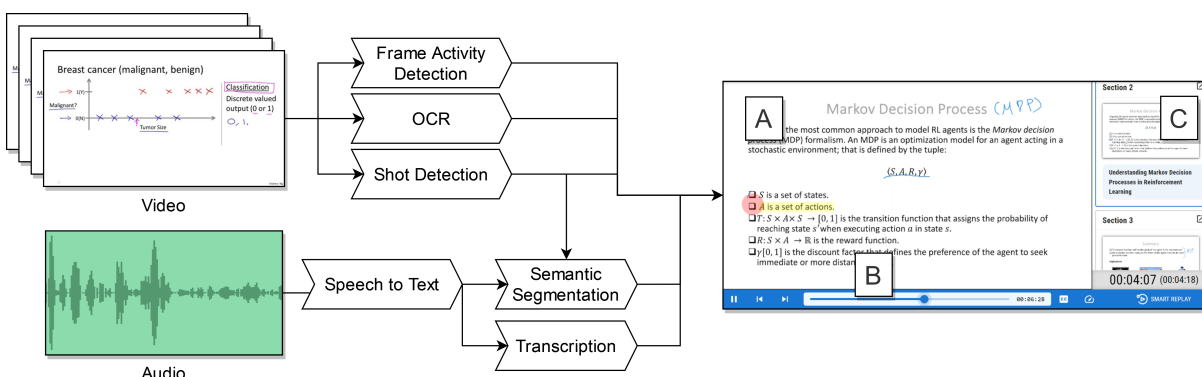 Breast cancer (malignant, benign)
Malignant?
1(Y)
0(N)
Tumor Size
Classification
Discrete valued
output (0 or 1)
0, 1.
Video
Audio
Frame Activity
Detection
OCR
Shot Detection
Speech to Text
Semantic
Segmentation
Transcription
A
Markov Decision Process (MDP)
the most common approach to model RL agents is the Markov decision
process (MDP) formalism. An MDP is an optimization model for an agent acting in a
stochastic environment; that is defined by the tuple:
(S, A, R, γ)
S is a set of states.
A is a set of actions.
T: S × A × S → [0, 1] is the transition function that assigns the probability of
reaching state s′ when executing action a in state s.
R: S × A → ℝ is the reward function.
γ[0, 1] is the discount factor that defines the preference of the agent to seek
immediate or more distan
B
00:06:28
Section 2
C
Understanding Markov Decision
Processes in Reinforcement
Learning
Section 3
Summary
00:04:07 (00:04:18)
SMART REPLAY